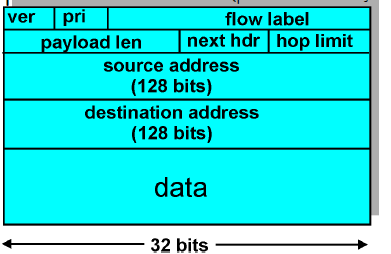 ver pri flow label
payload len next hdr hop limit
source address
(128 bits)
destination address
(128 bits)
data
32 bits